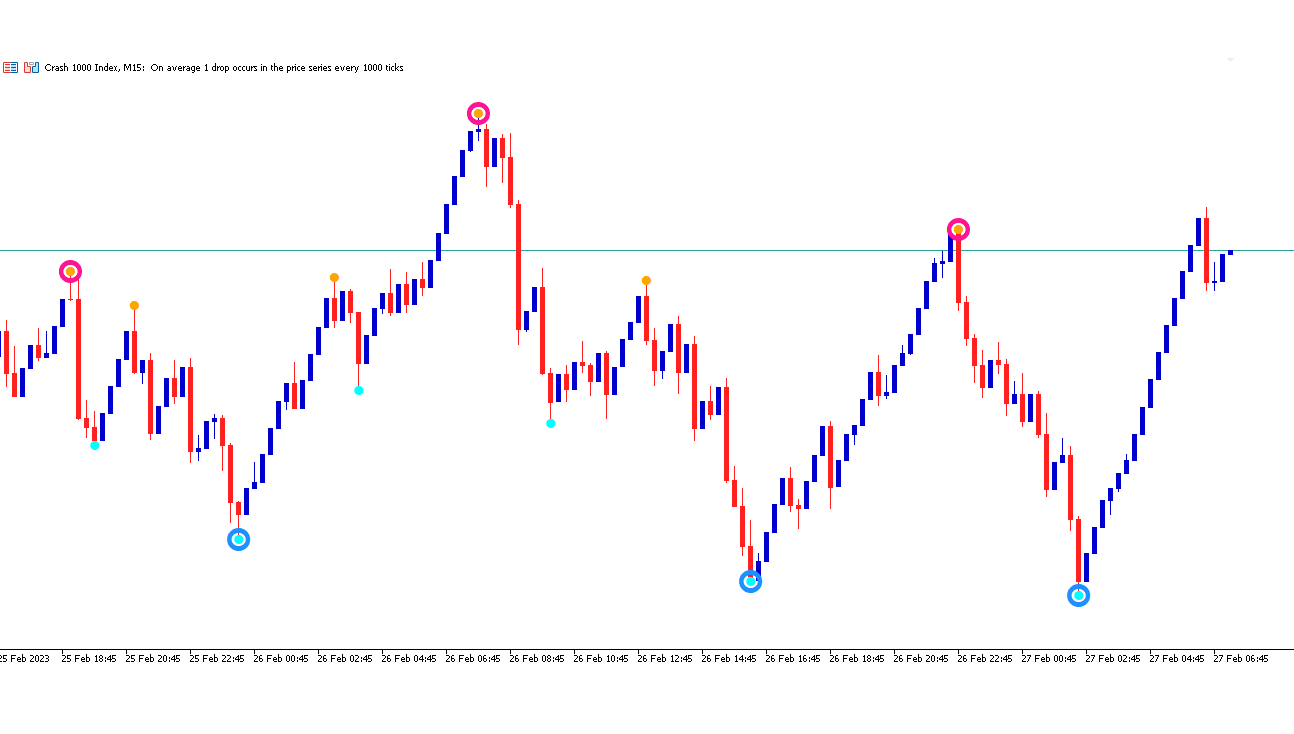 Crash 1000 Index, M15: On average 1 drop occurs in the price series every 1000 ticks
25 Feb 2023 25 Feb 18:45 25 Feb 20:45 25 Feb 22:45 26 Feb 00:45 26 Feb 02:45 26 Feb 04:45 26 Feb 06:45 26 Feb 08:45 26 Feb 10:45 26 Feb 12:45 26 Feb 14:45 26 Feb 16:45 26 Feb 18:45 26 Feb 20:45 26 Feb 22:45 27 Feb 00:45 27 Feb 02:45 27 Feb 04:45 27 Feb 06:45